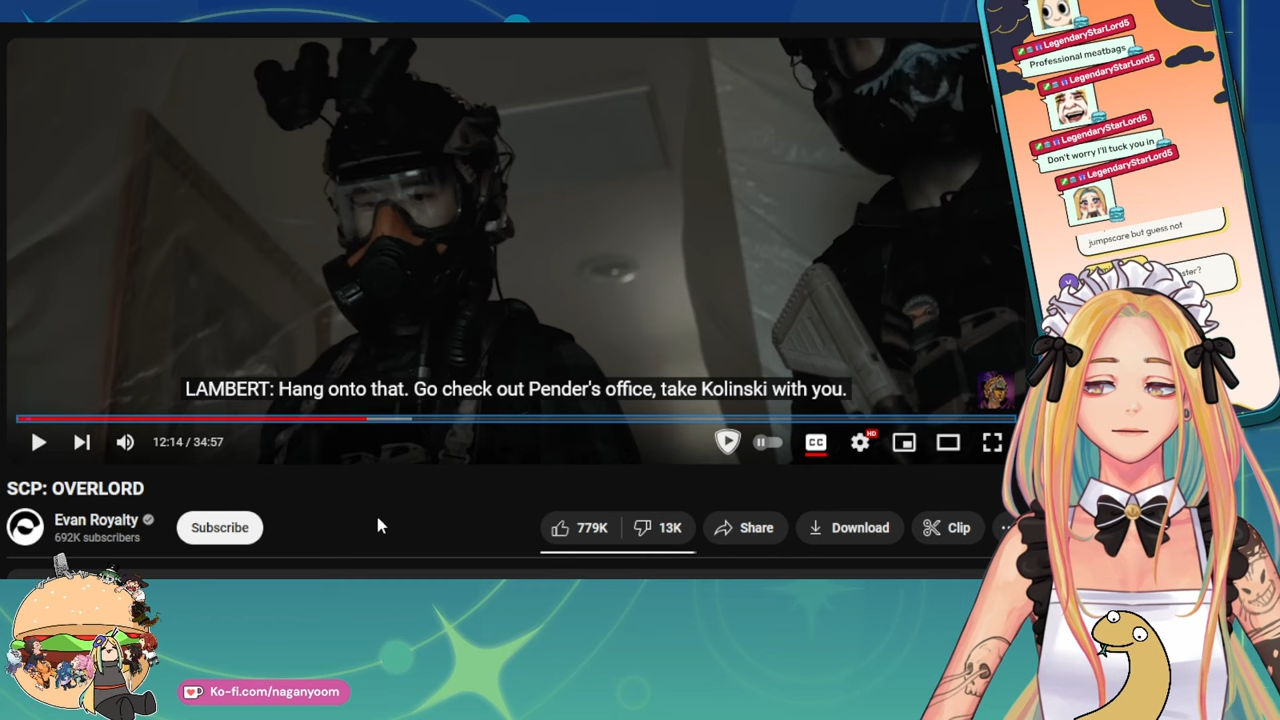 LegendaryStarLord5
Professional meatbags
LegendaryStarLord5
LegendaryStarLord5
Don't worry I'll tuck you in
LegendaryStarLord5
jumpscare but guess not
LAMBERT: Hang onto that. Go check out Pender's office, take Kolinski with you.
12:14 / 34:57
CC
HD
SCP: OVERLORD
Evan Royalty
692K subscribers
Subscribe
779K
13K
Share
Download
Clip
Ko-fi.com/naganyoom